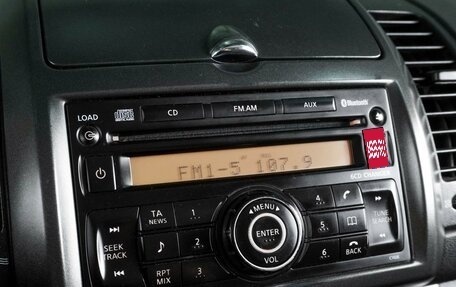 LOAD
CD
FM.AM
AUX
Bluetooth
FM1-5 107.9
6CD CHANGER
TA
NEWS
MENU
ENTER
VOL
SEEK
TRACK
RPT
MIX
1
2
3
4
5
6
TUNE
SEARCH
BACK